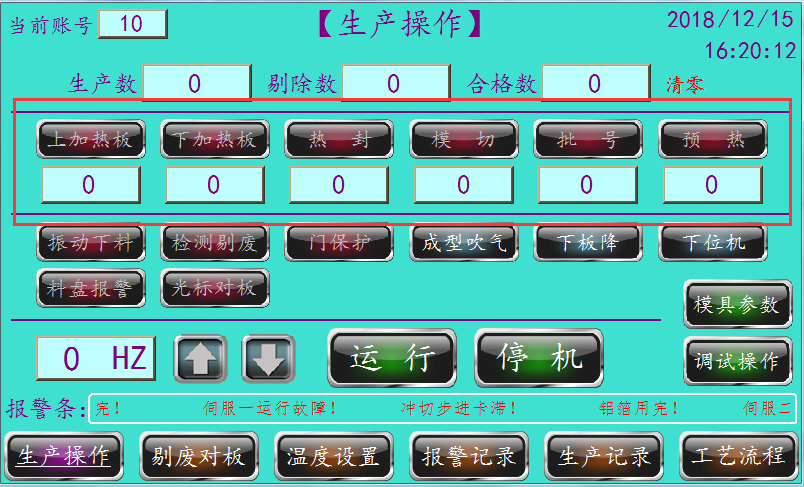 当前账号 10 【生产操作】 2018/12/15
16:20:12
生产数 0 剔除数 0 合格数 0 清零
上加热板 下加热板 热 封 模 切 批 号 预 热
0 0 0 0 0 0
振动下料 检测剔废 门保护 成型吹气 下板降 下位机
料盘报警 光标对板
模具参数
0 HZ 运 行 停 机
调试操作
报警条: 完! 伺服一运行故障! 冲切步进卡滞! 铝箔用完! 伺服二
生产操作 剔废对板 温度设置 报警记录 生产记录 工艺流程